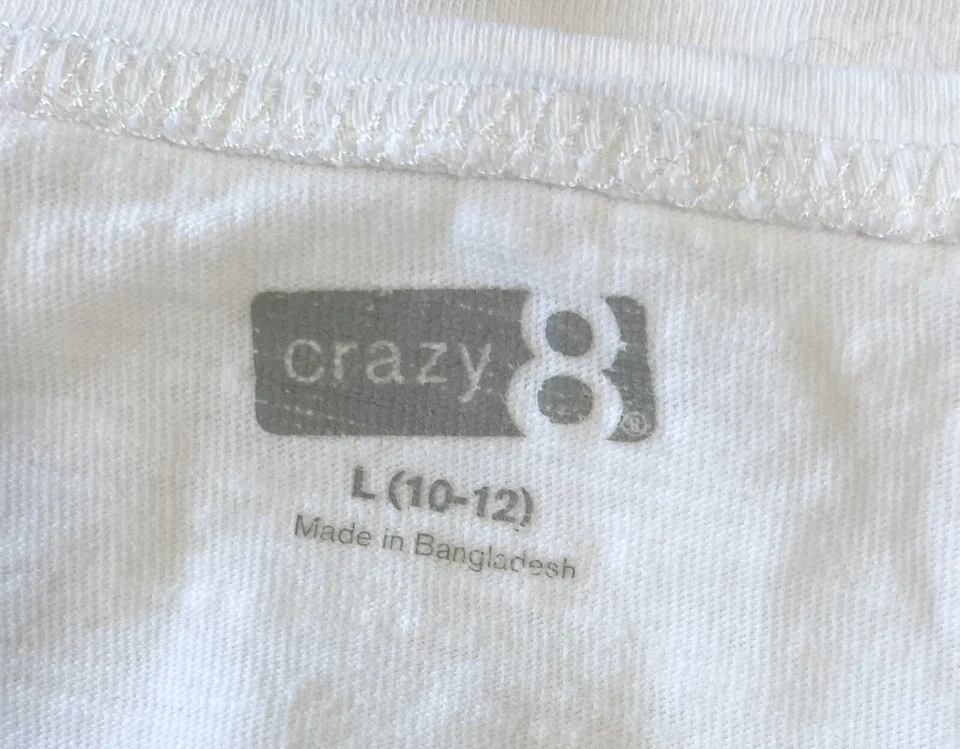 crazy 8®
L (10-12)
Made in Bangladesh